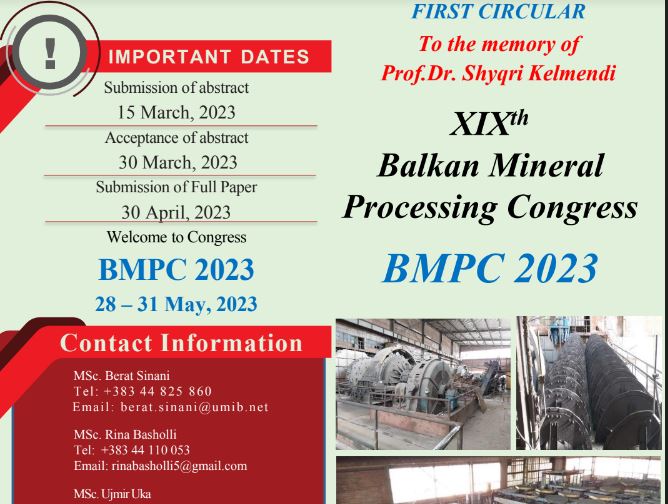 !
IMPORTANT DATES
Submission of abstract
15 March, 2023
Acceptance of abstract
30 March, 2023
Submission of Full Paper
30 April, 2023
Welcome to Congress
BMPC 2023
28 – 31 May, 2023
Contact Information
MSc. Berat Sinani
Tel: +383 44 825 860
Email: berat.sinani@umib.net
MSc. Rina Basholli
Tel: +383 44 110 053
Email: rinabasholli5@gmail.com
MSc. Ujmir Uka
FIRST CIRCULAR
To the memory of
Prof.Dr. Shyqri Kelmendi
XIXth
Balkan Mineral
Processing Congress
BMPC 2023